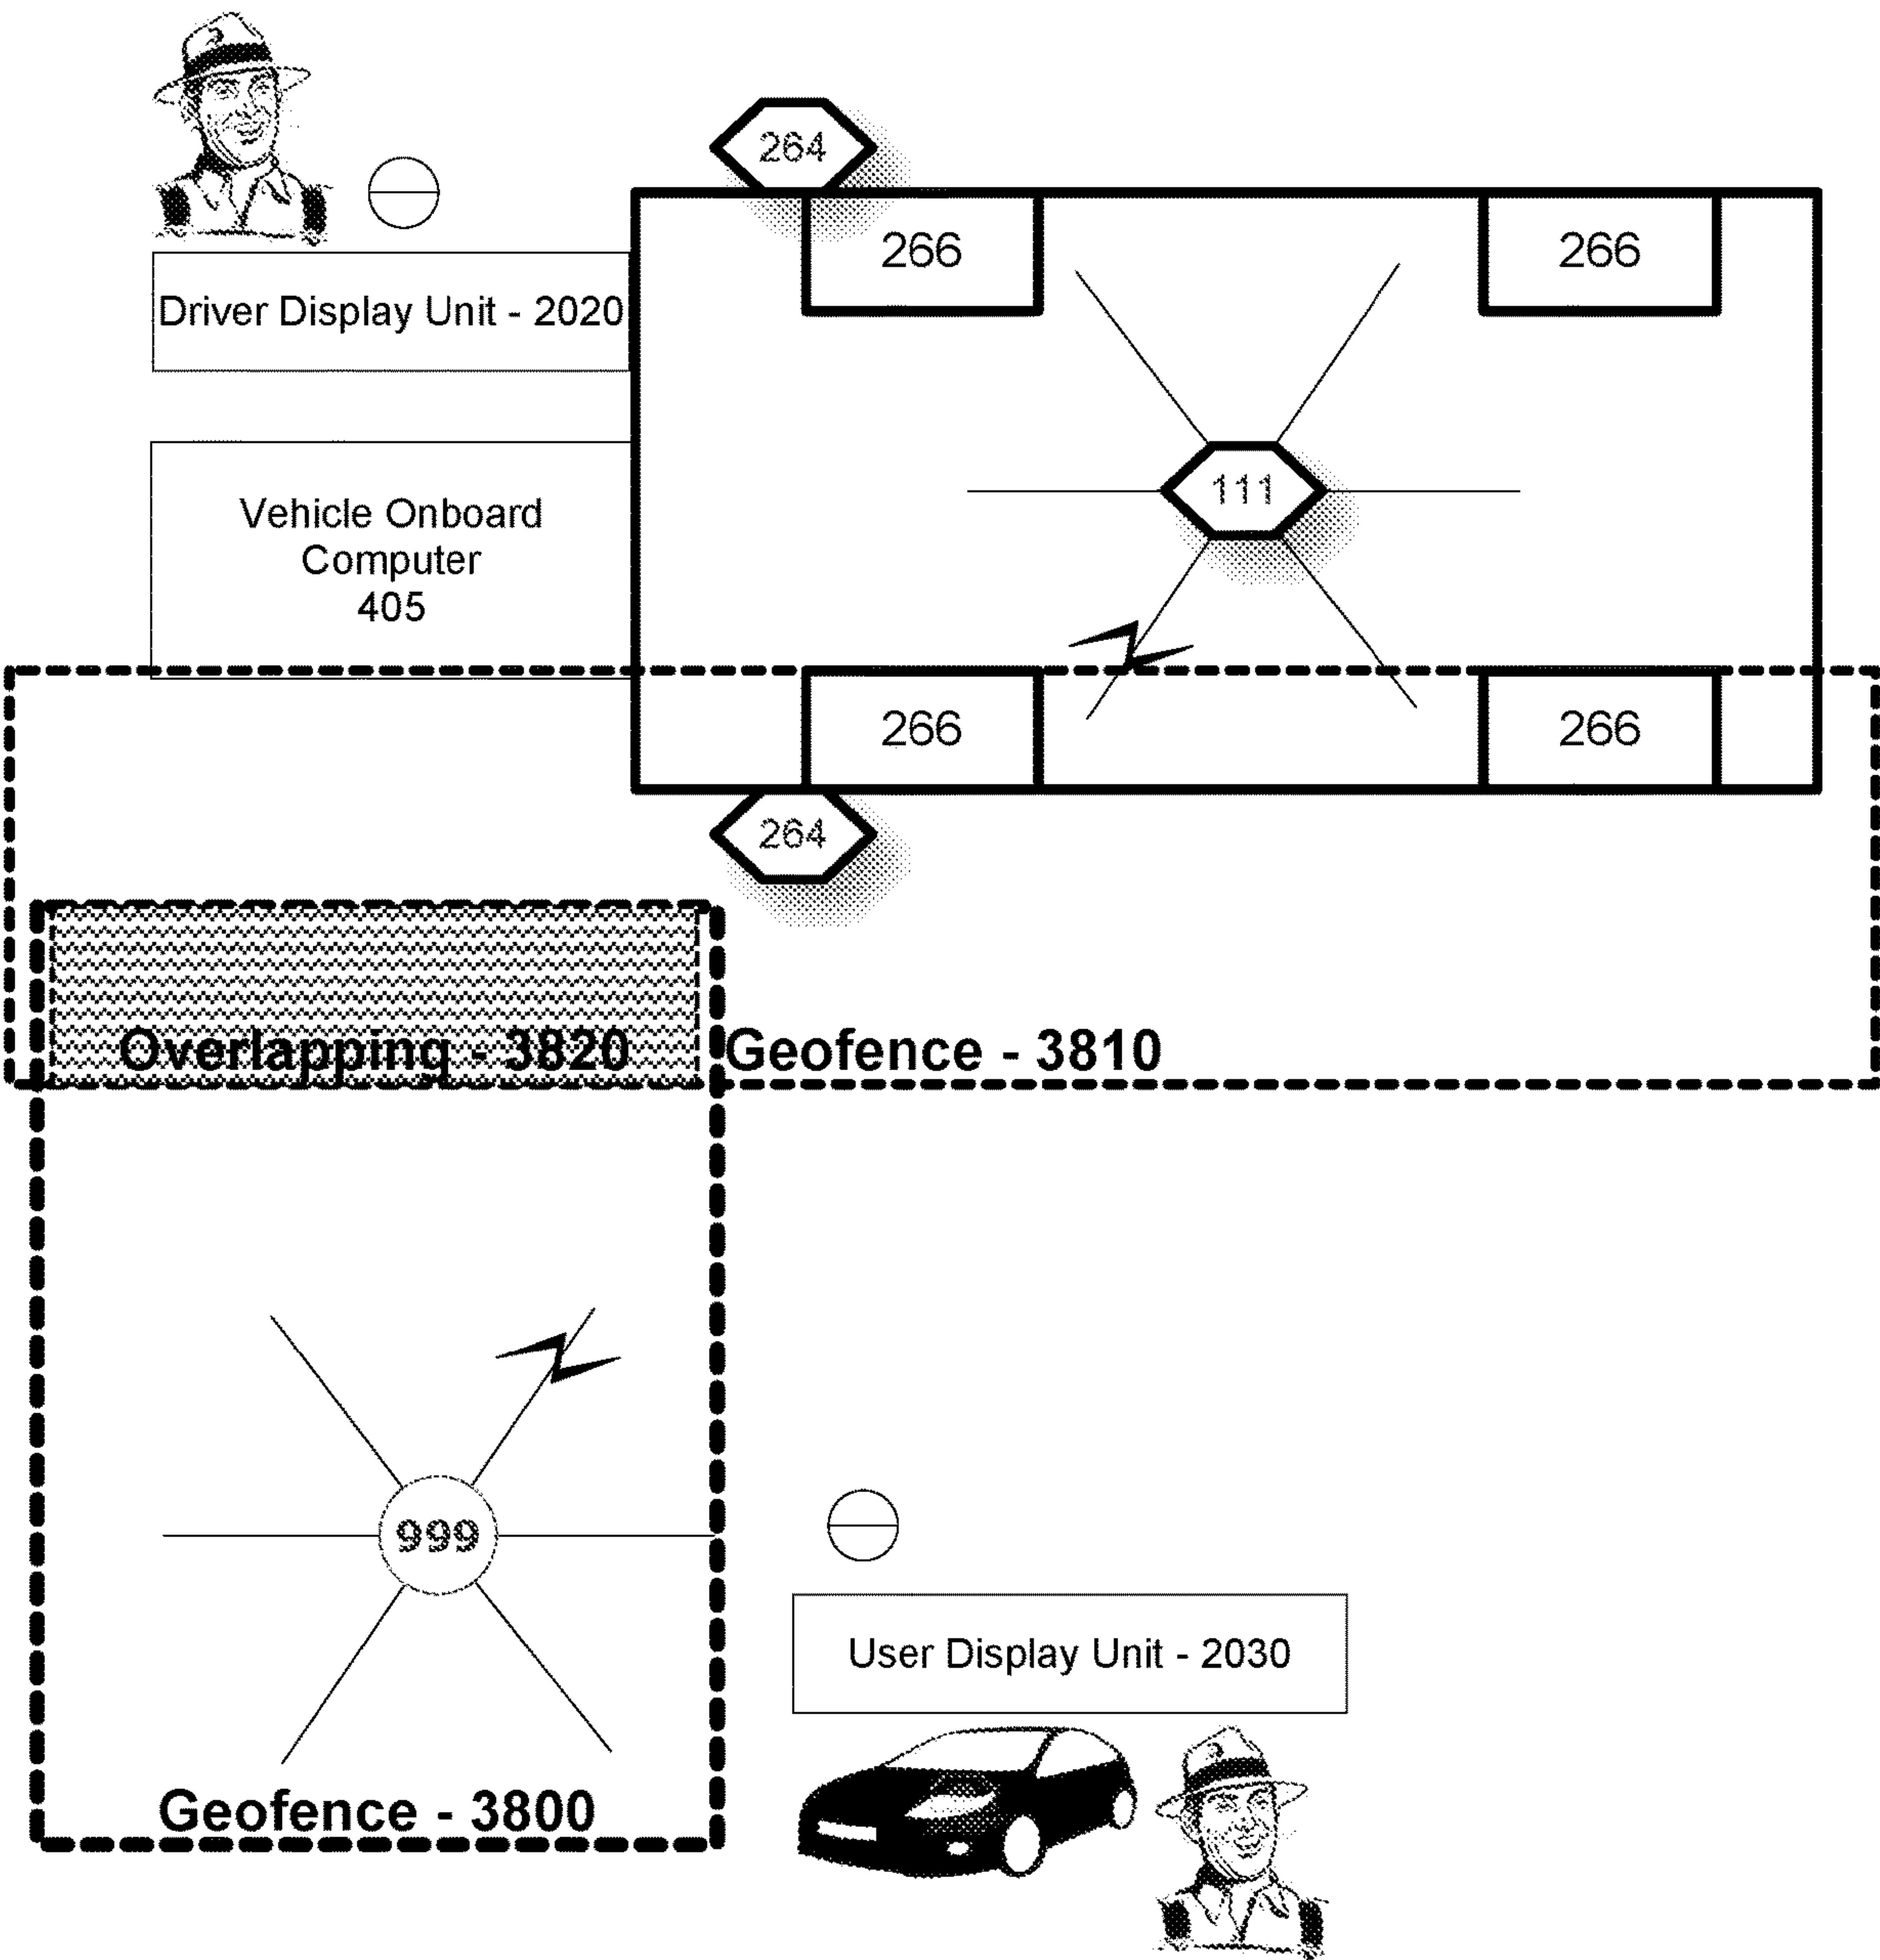 264
266 266
Driver Display Unit - 2020
111
Vehicle Onboard
Computer
405
266 266
264
Overlapping - 3820
Geofence - 3810
999
User Display Unit - 2030
Geofence - 3800